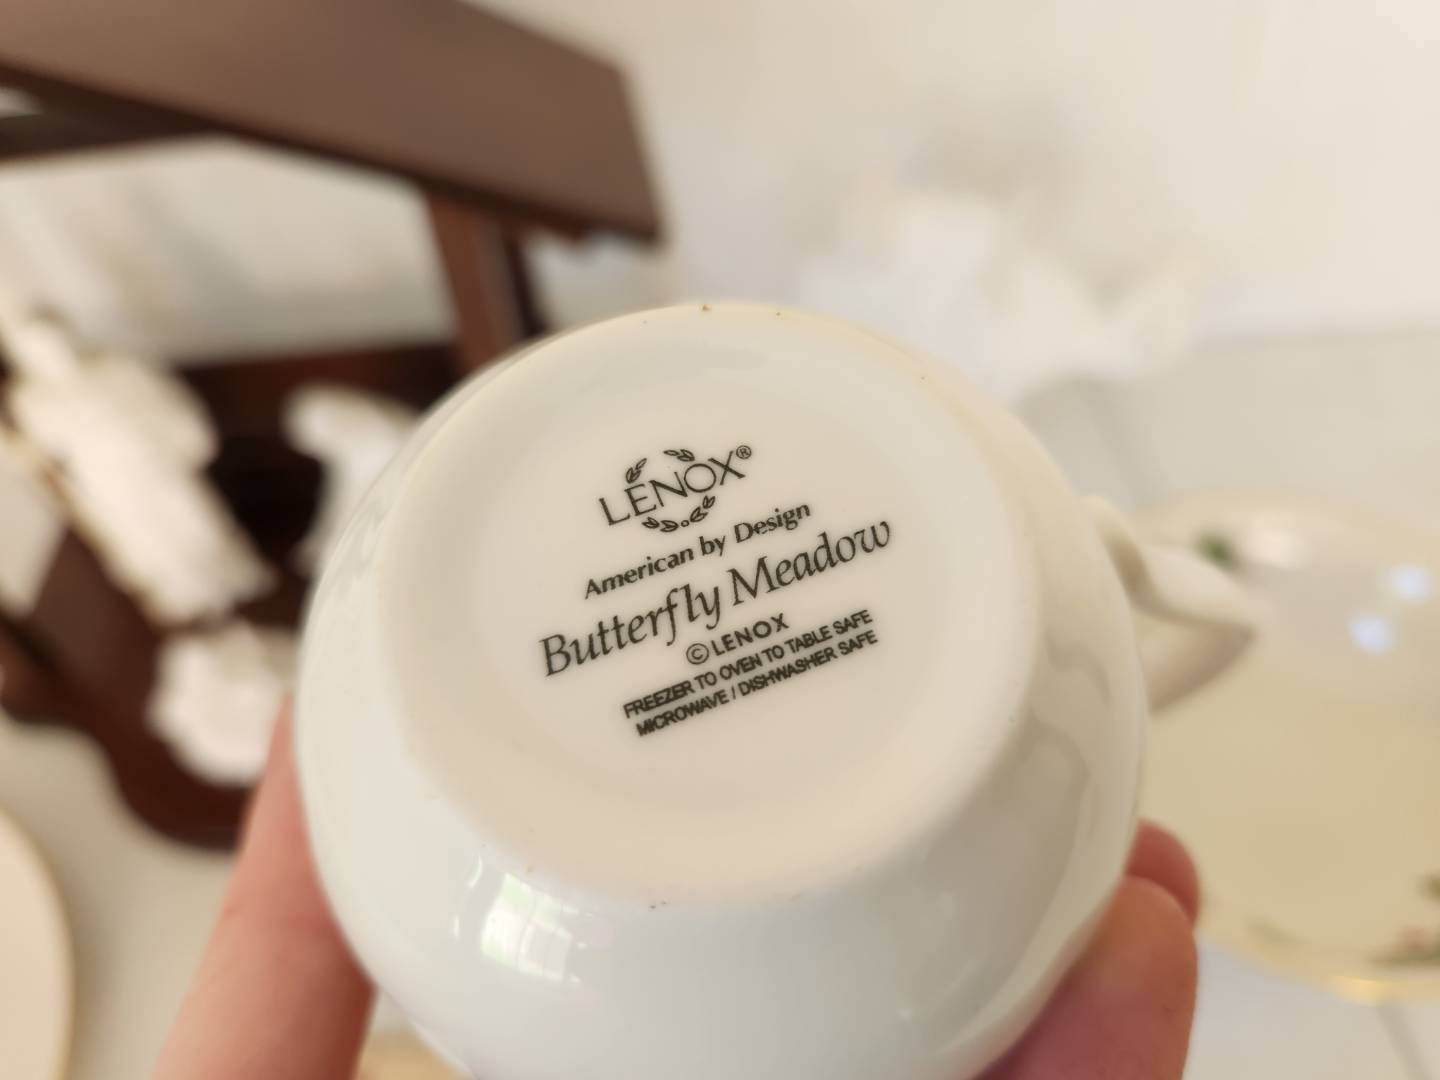 LENOX®
American by Design
Butterfly Meadow
© LENOX
FREEZER TO OVEN TO TABLE SAFE
MICROWAVE / DISHWASHER SAFE